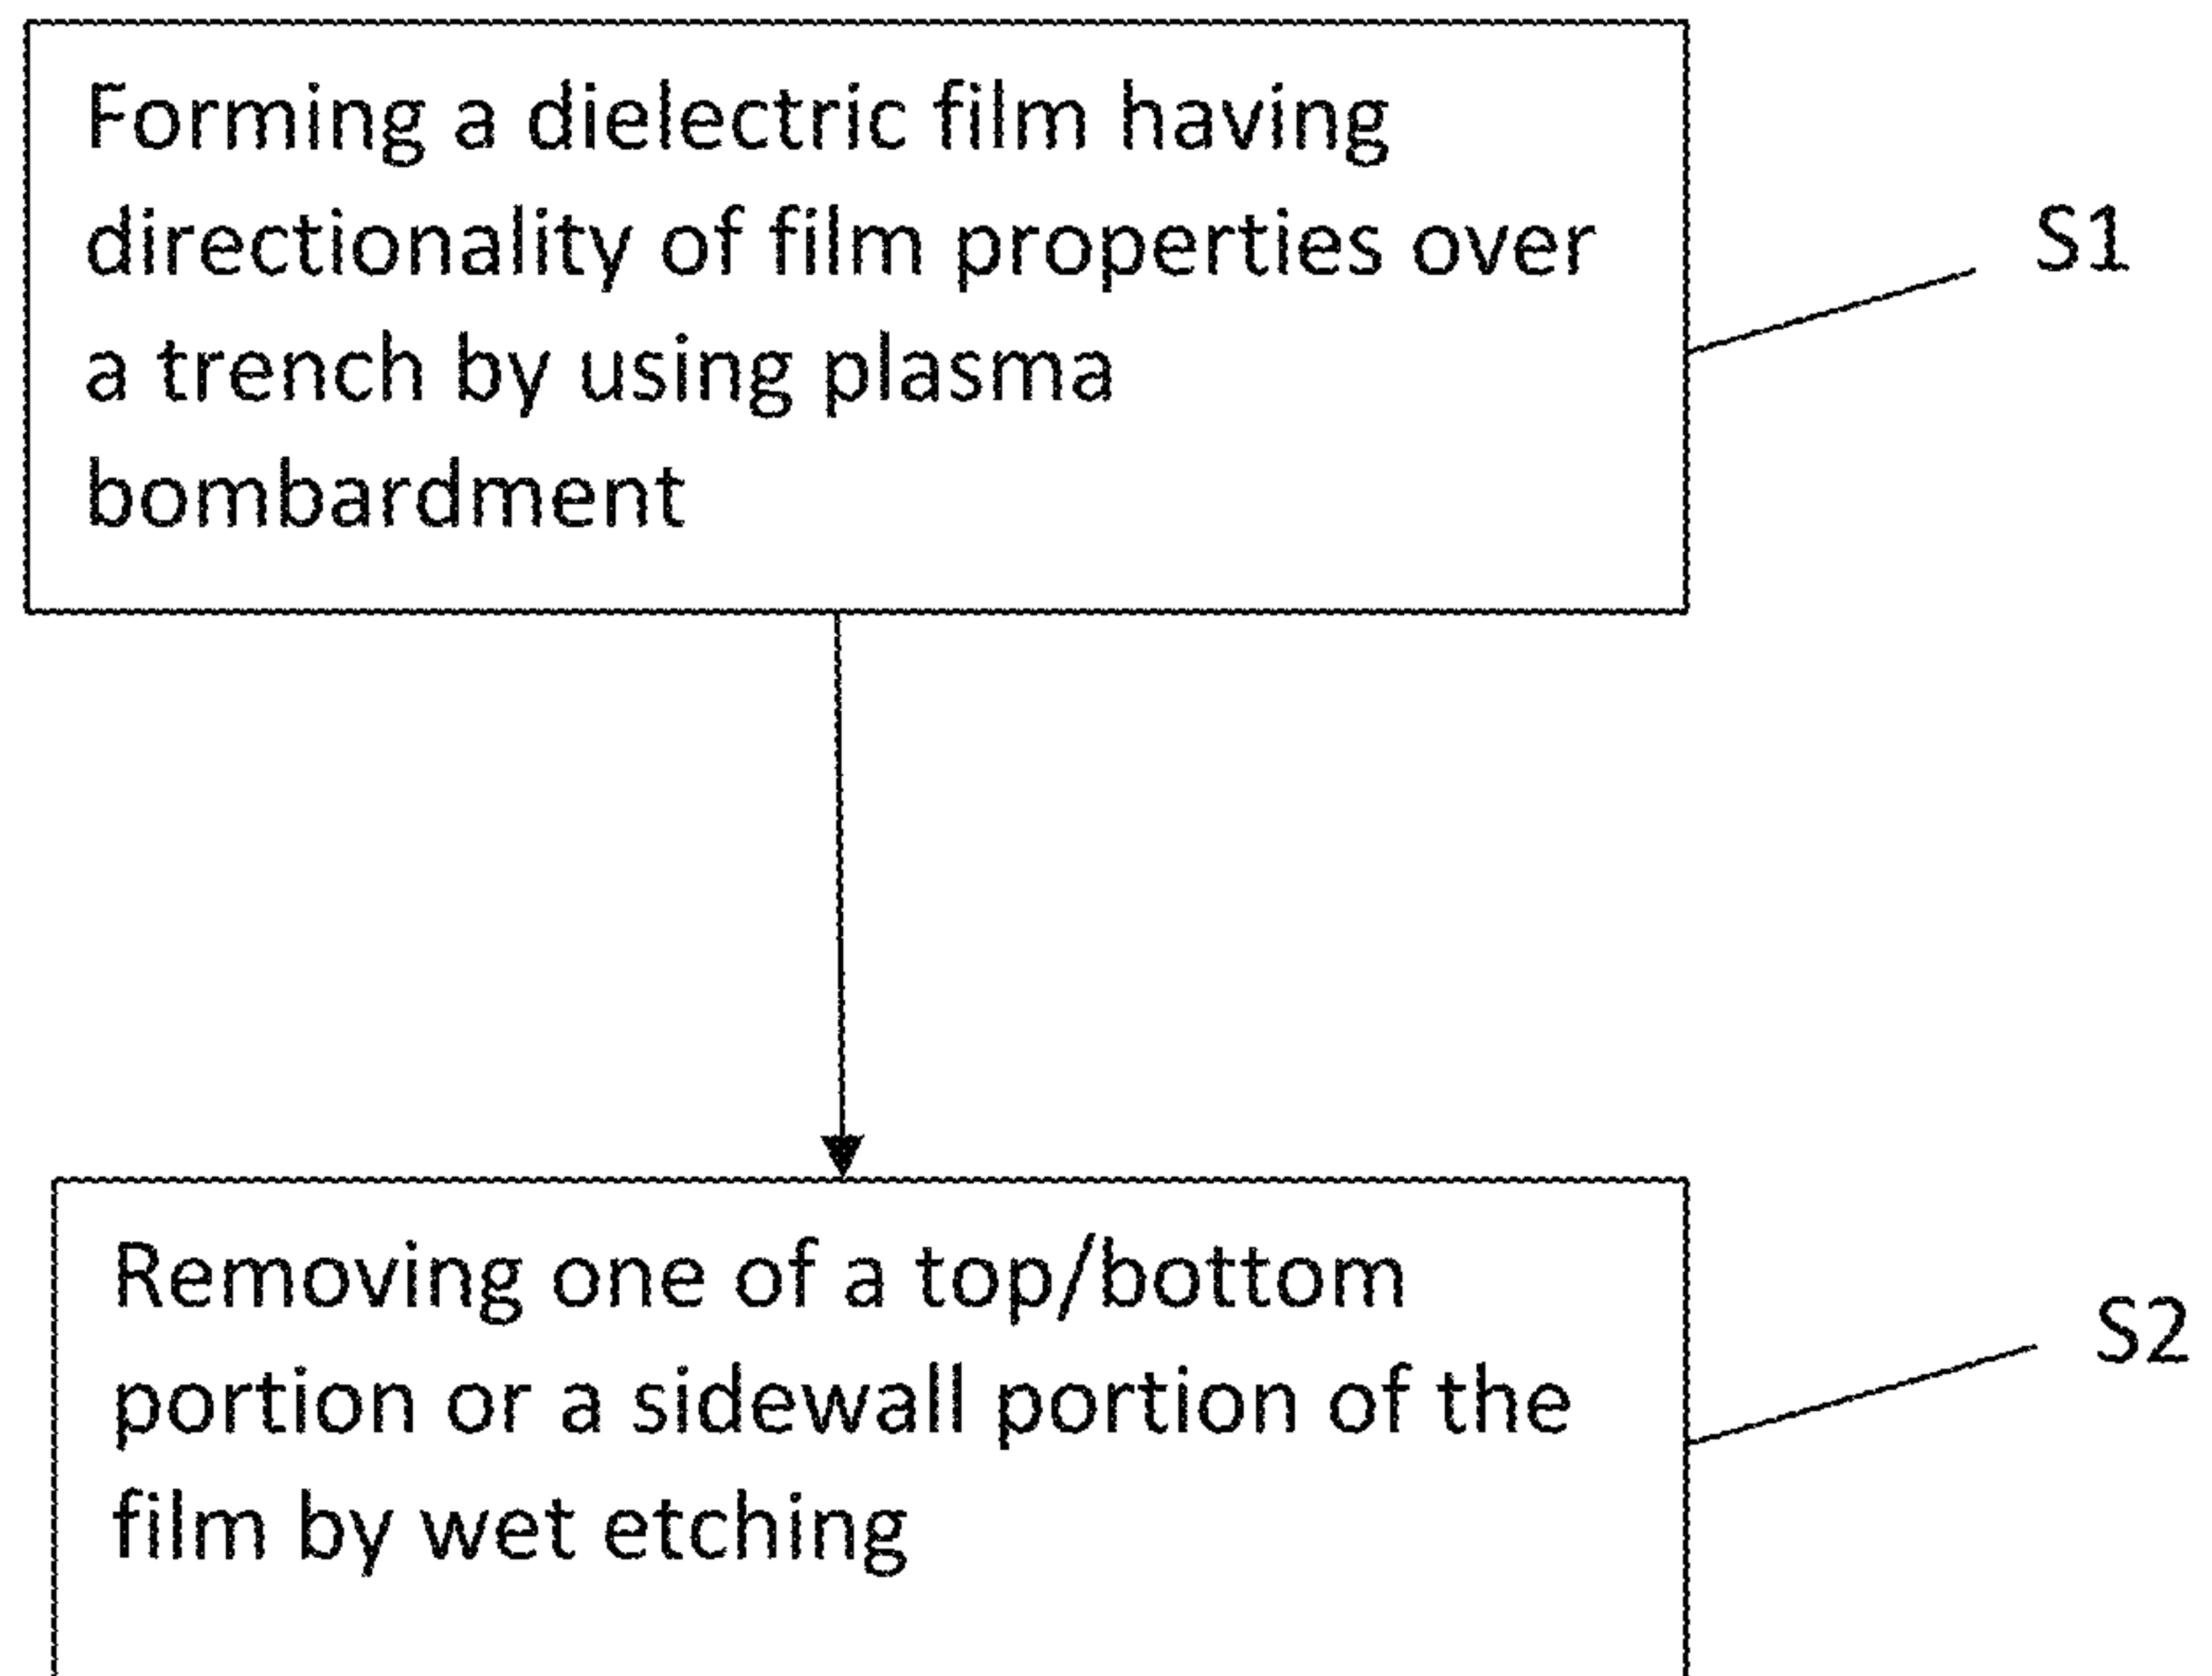 Forming a dielectric film having
directionality of film properties over
a trench by using plasma
bombardment
S1
Removing one of a top/bottom
portion or a sidewall portion of the
film by wet etching
S2